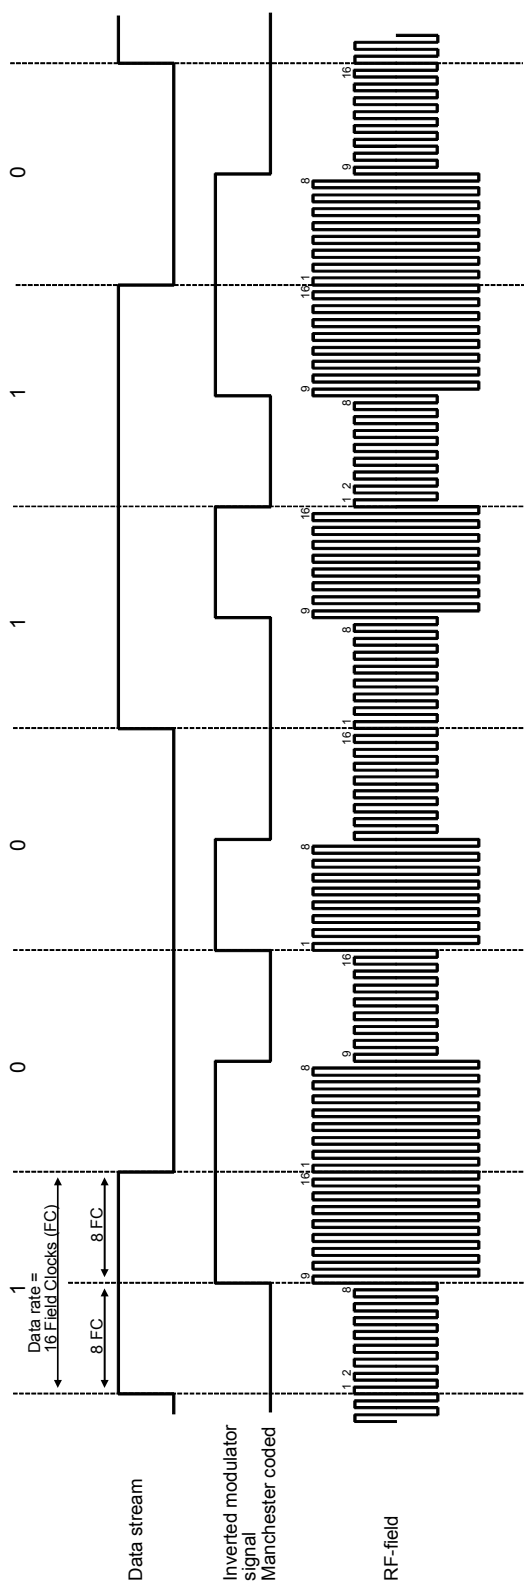 1 0 0 1 1 0
Data rate =
16 Field Clocks (FC)
8 FC 8 FC
Data stream
Inverted modulator
signal
Manchester coded
1 2 8 9 16 1 8 9 16 1 8 16 1 8 9 16 1 2 8 9 16 1 8 9 16
RF-field